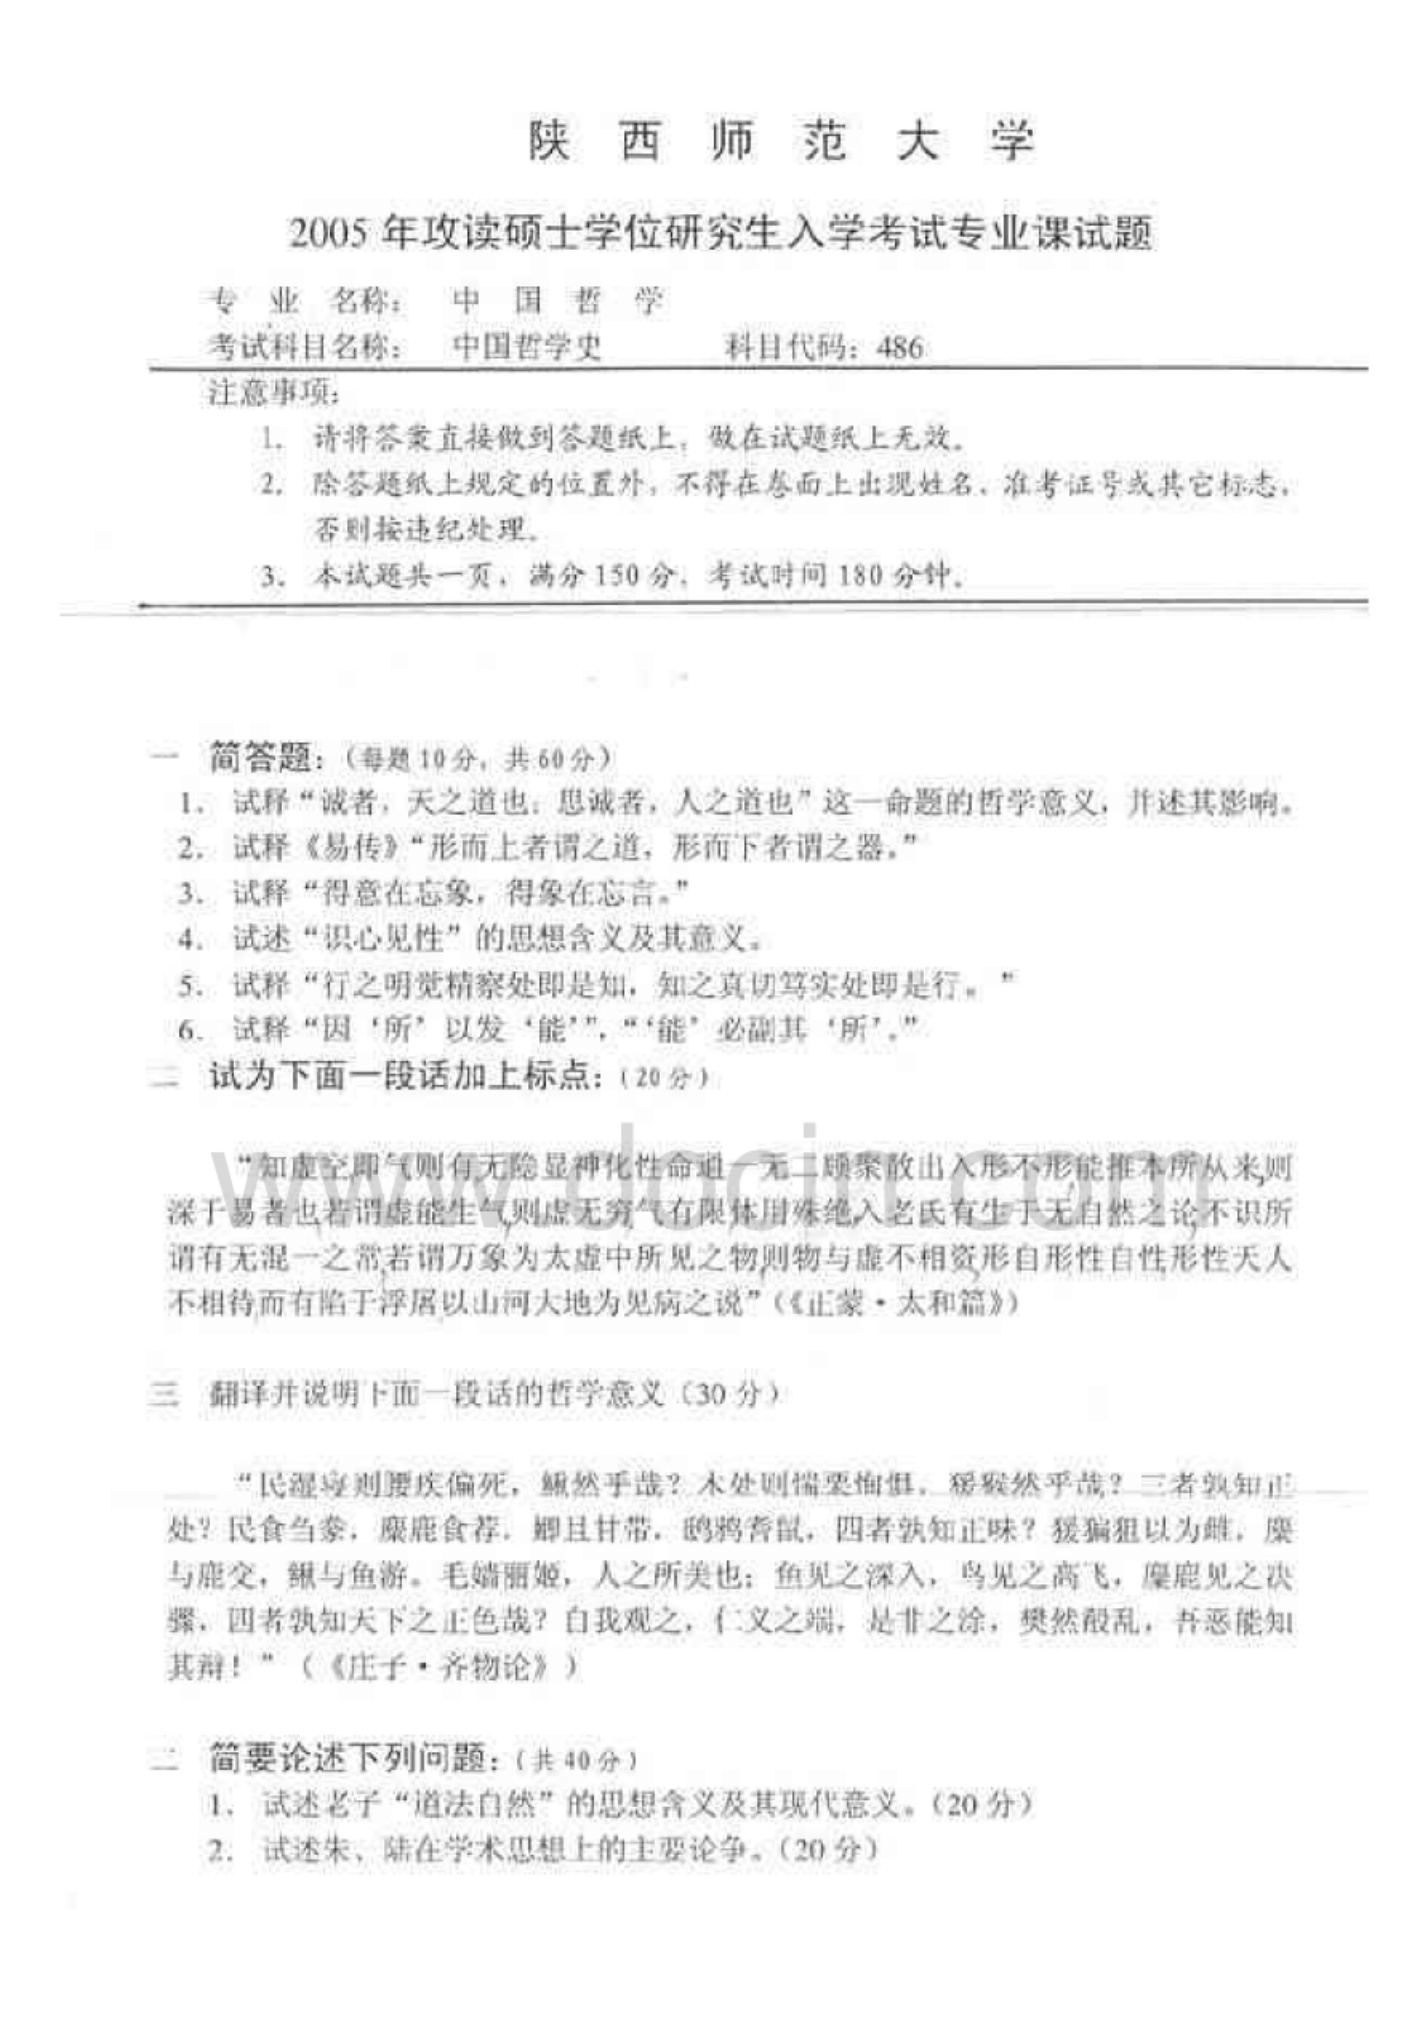 陕西师范大学
2005年攻读硕士学位研究生入学考试专业课试题
专 业 名称： 中 国 哲 学
考试科目名称： 中国哲学史 科目代码：486
注意事项：
1. 请将答案直接做到答题纸上，做在试题纸上无效。
2. 除答题纸上规定的位置外，不得在卷面上出现姓名、准考证号或其它标志，
否则按违纪处理。
3. 本试题共一页，满分150分，考试时间180分钟。
一 简答题：（每题10分，共60分）
1. 试释“诚者，天之道也；思诚者，人之道也”这一命题的哲学意义，并述其影响。
2. 试释《易传》“形而上者谓之道，形而下者谓之器。”
3. 试释“得意在忘象，得象在忘言。”
4. 试述“识心见性”的思想含义及其意义。
5. 试释“行之明觉精察处即是知，知之真切笃实处即是行。”
6. 试释“因‘所’以发‘能’”，“‘能’必副其‘所’。”
二 试为下面一段话加上标点：（20分）
“知虚空即气则有无隐显神化性命通一无二顾聚散出入形不形能推本所从来则
深于易者也若谓虚能生气则虚无穷气有限体用殊绝入老氏有生于无自然之论不识所
谓有无混一之常若谓万象为太虚中所见之物则物与虚不相资形自形性自性形性天人
不相待而有陷于浮屠以山河大地为见病之说”（《正蒙·太和篇》）
www.docin.com
三 翻译并说明下面一段话的哲学意义（30分）
“民湿寝则腰疾偏死，鳅然乎哉？木处则惴栗恂惧，猨猴然乎哉？三者孰知正
处？民食刍豢，麋鹿食荐，蝍且甘带，鸱鸦耆鼠，四者孰知正味？猨猵狙以为雌，麋
与鹿交，鳅与鱼游。毛嫱丽姬，人之所美也；鱼见之深入，鸟见之高飞，麋鹿见之决
骤，四者孰知天下之正色哉？自我观之，仁义之端，是非之涂，樊然殽乱，吾恶能知
其辩！”（《庄子·齐物论》）
二 简要论述下列问题：（共40分）
1. 试述老子“道法自然”的思想含义及其现代意义。（20分）
2. 试述朱、陆在学术思想上的主要论争。（20分）